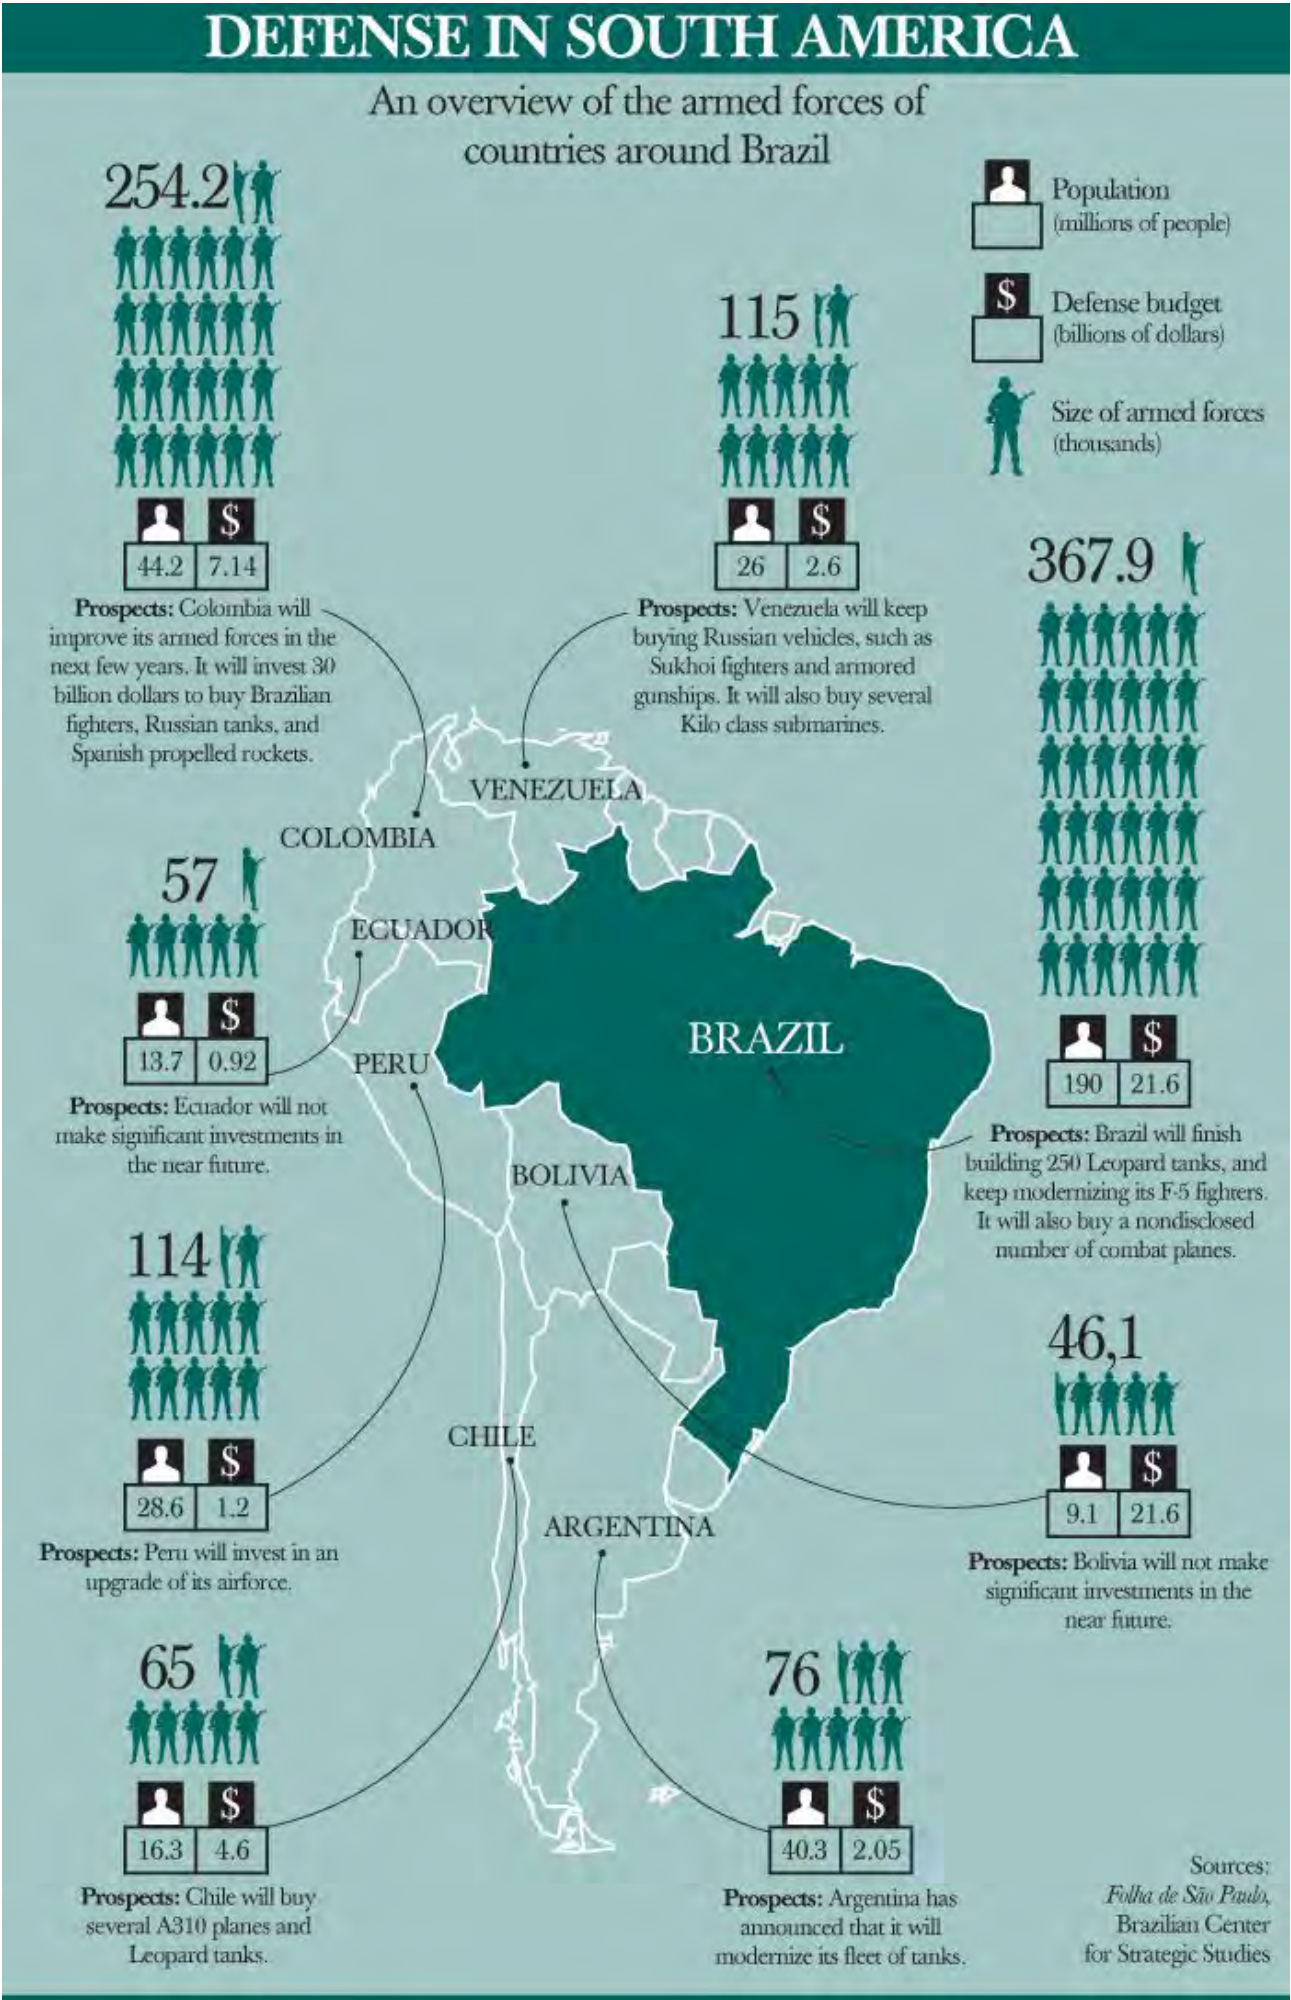 DEFENSE IN SOUTH AMERICA
An overview of the armed forces of
countries around Brazil
Population
(millions of people)
$
Defense budget
(billions of dollars)
Size of armed forces
(thousands)
254.2
$
44.2 7.14
Prospects: Colombia will
improve its armed forces in the
next few years. It will invest 30
billion dollars to buy Brazilian
fighters, Russian tanks, and
Spanish propelled rockets.
115
$
26 2.6
Prospects: Venezuela will keep
buying Russian vehicles, such as
Sukhoi fighters and armored
gunships. It will also buy several
Kilo class submarines.
367.9
$
190 21.6
Prospects: Brazil will finish
building 250 Leopard tanks, and
keep modernizing its F-5 fighters.
It will also buy a nondisclosed
number of combat planes.
VENEZUELA
COLOMBIA
ECUADOR
BRAZIL
PERU
BOLIVIA
CHILE
ARGENTINA
57
$
13.7 0.92
Prospects: Ecuador will not
make significant investments in
the near future.
114
$
28.6 1.2
Prospects: Peru will invest in an
upgrade of its airforce.
46,1
$
9.1 21.6
Prospects: Bolivia will not make
significant investments in the
near future.
65
$
16.3 4.6
Prospects: Chile will buy
several A310 planes and
Leopard tanks.
76
$
40.3 2.05
Prospects: Argentina has
announced that it will
modernize its fleet of tanks.
Sources:
Folha de São Paulo,
Brazilian Center
for Strategic Studies